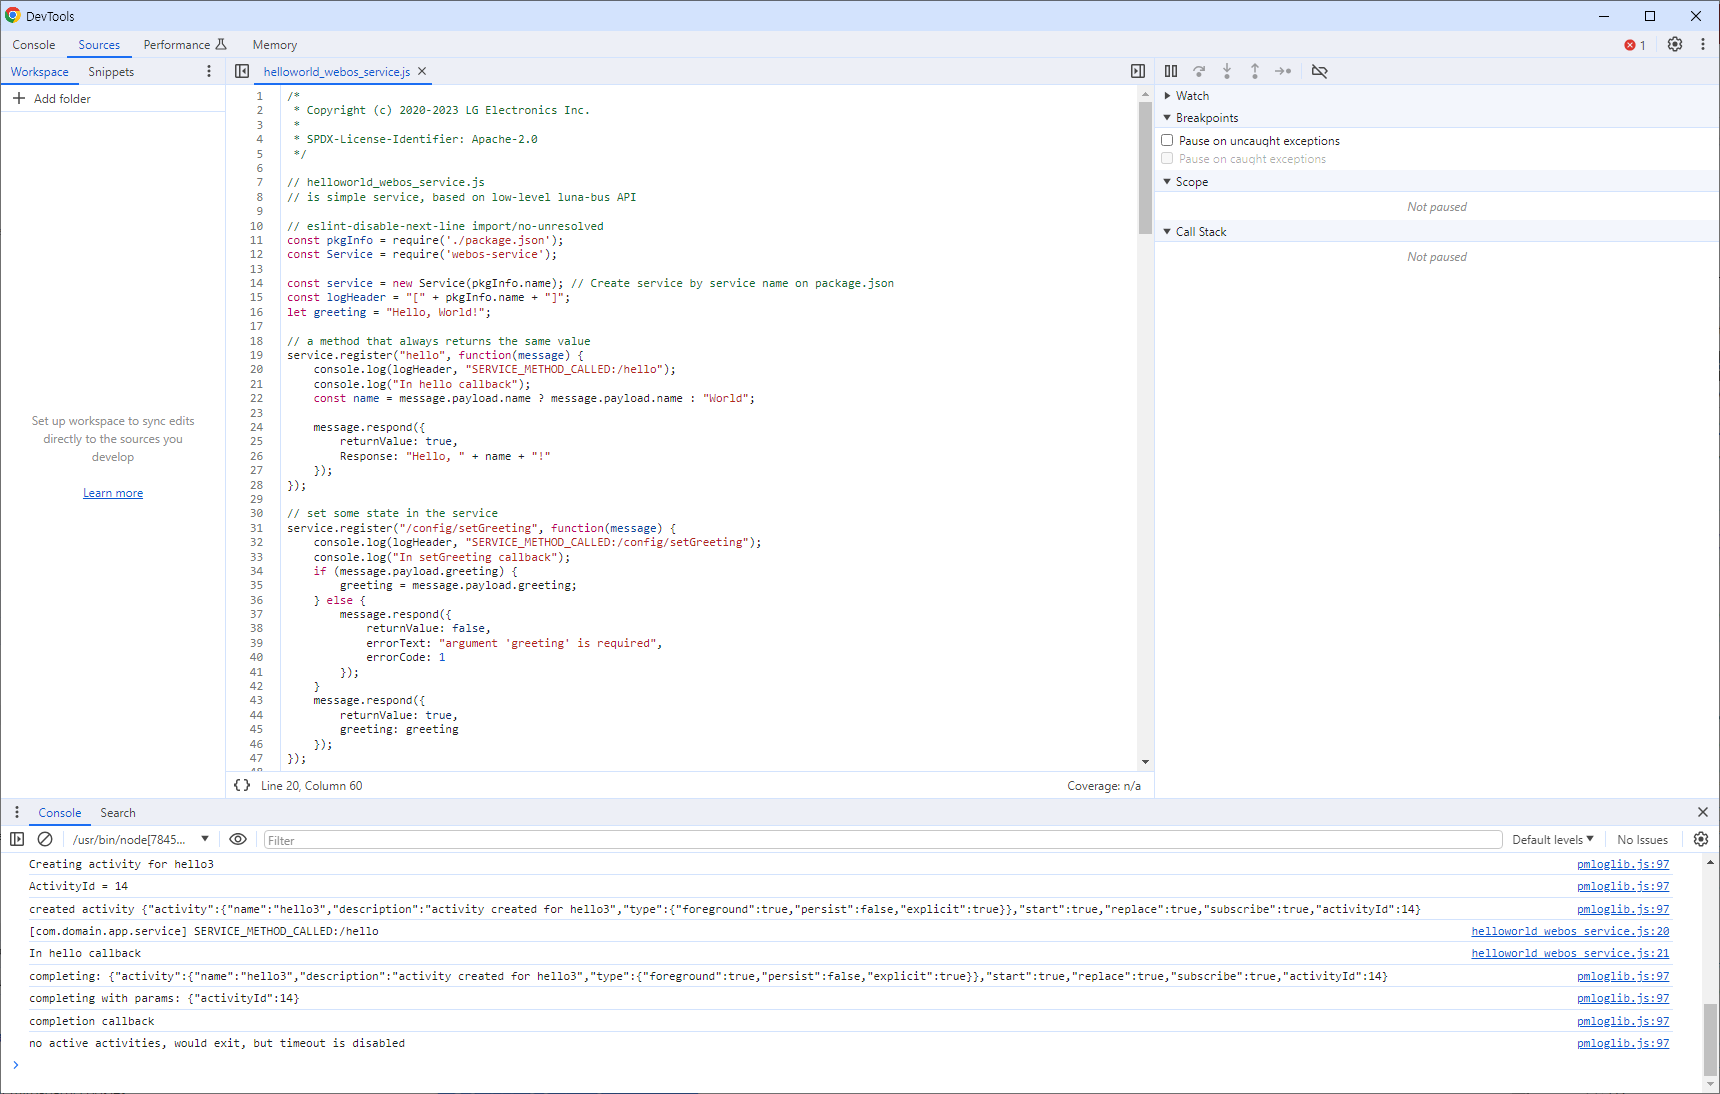 DevTools
Console Sources Performance Memory 1
Workspace Snippets
Add folder
Set up workspace to sync edits
directly to the sources you
develop
Learn more
helloworld_webos_service.js
1 /*
2  * Copyright (c) 2020-2023 LG Electronics Inc.
3  *
4  * SPDX-License-Identifier: Apache-2.0
5  */
6
7 // helloworld_webos_service.js
8 // is simple service, based on low-level luna-bus API
9
10 // eslint-disable-next-line import/no-unresolved
11 const pkgInfo = require('./package.json');
12 const Service = require('webos-service');
13
14 const service = new Service(pkgInfo.name); // Create service by service name on package.json
15 const logHeader = "[" + pkgInfo.name + "]";
16 let greeting = "Hello, World!";
17
18 // a method that always returns the same value
19 service.register("hello", function(message) {
20     console.log(logHeader, "SERVICE_METHOD_CALLED:/hello");
21     console.log("In hello callback");
22     const name = message.payload.name ? message.payload.name : "World";
23
24     message.respond({
25         returnValue: true,
26         Response: "Hello, " + name + "!"
27     });
28 });
29
30 // set some state in the service
31 service.register("/config/setGreeting", function(message) {
32     console.log(logHeader, "SERVICE_METHOD_CALLED:/config/setGreeting");
33     console.log("In setGreeting callback");
34     if (message.payload.greeting) {
35         greeting = message.payload.greeting;
36     } else {
37         message.respond({
38             returnValue: false,
39             errorText: "argument 'greeting' is required",
40             errorCode: 1
41         });
42     }
43     message.respond({
44         returnValue: true,
45         greeting: greeting
46     });
47 });
{} Line 20, Column 60 Coverage: n/a
Watch
Breakpoints
Pause on uncaught exceptions
Pause on caught exceptions
Scope
Not paused
Call Stack
Not paused
Console Search
/usr/bin/node[7845... Filter Default levels No Issues
Creating activity for hello3 pmloglib.js:97
ActivityId = 14 pmloglib.js:97
created activity {"activity":{"name":"hello3","description":"activity created for hello3","type":{"foreground":true,"persist":false,"explicit":true}},"start":true,"replace":true,"subscribe":true,"activityId":14} pmloglib.js:97
[com.domain.app.service] SERVICE_METHOD_CALLED:/hello helloworld_webos_service.js:20
In hello callback helloworld_webos_service.js:21
completing: {"activity":{"name":"hello3","description":"activity created for hello3","type":{"foreground":true,"persist":false,"explicit":true}},"start":true,"replace":true,"subscribe":true,"activityId":14} pmloglib.js:97
completing with params: {"activityId":14} pmloglib.js:97
completion callback pmloglib.js:97
no active activities, would exit, but timeout is disabled pmloglib.js:97
>